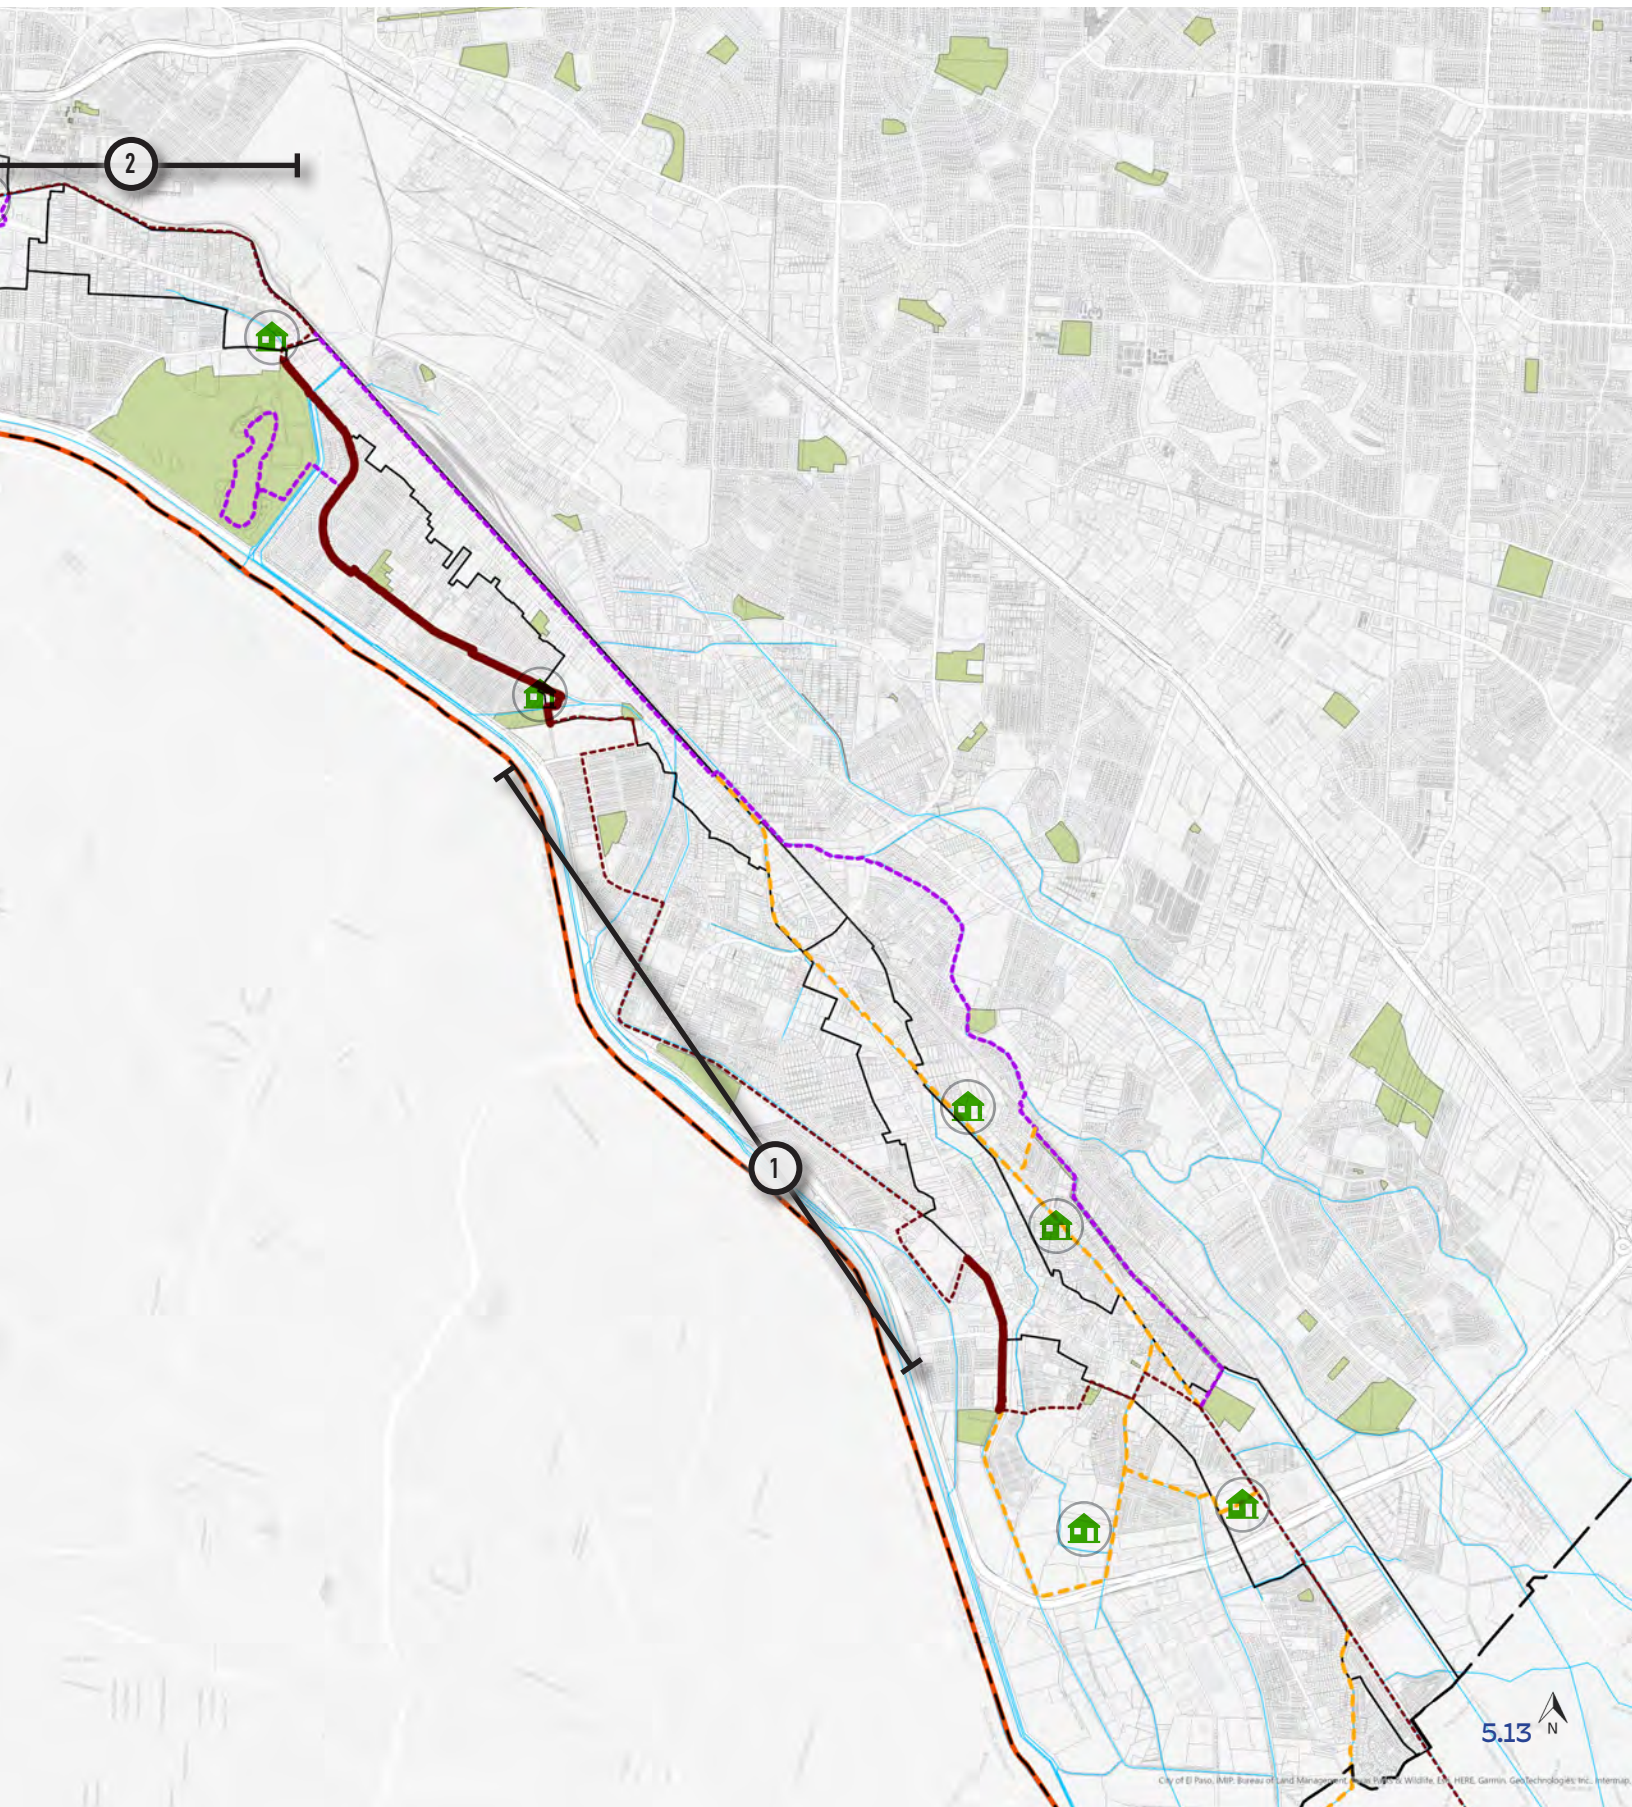 2
1
5.13
N
City of El Paso, IMIP, Bureau of Land Management, Texas Parks & Wildlife, Esri, HERE, Garmin, GeoTechnologies, Inc., Intermap,